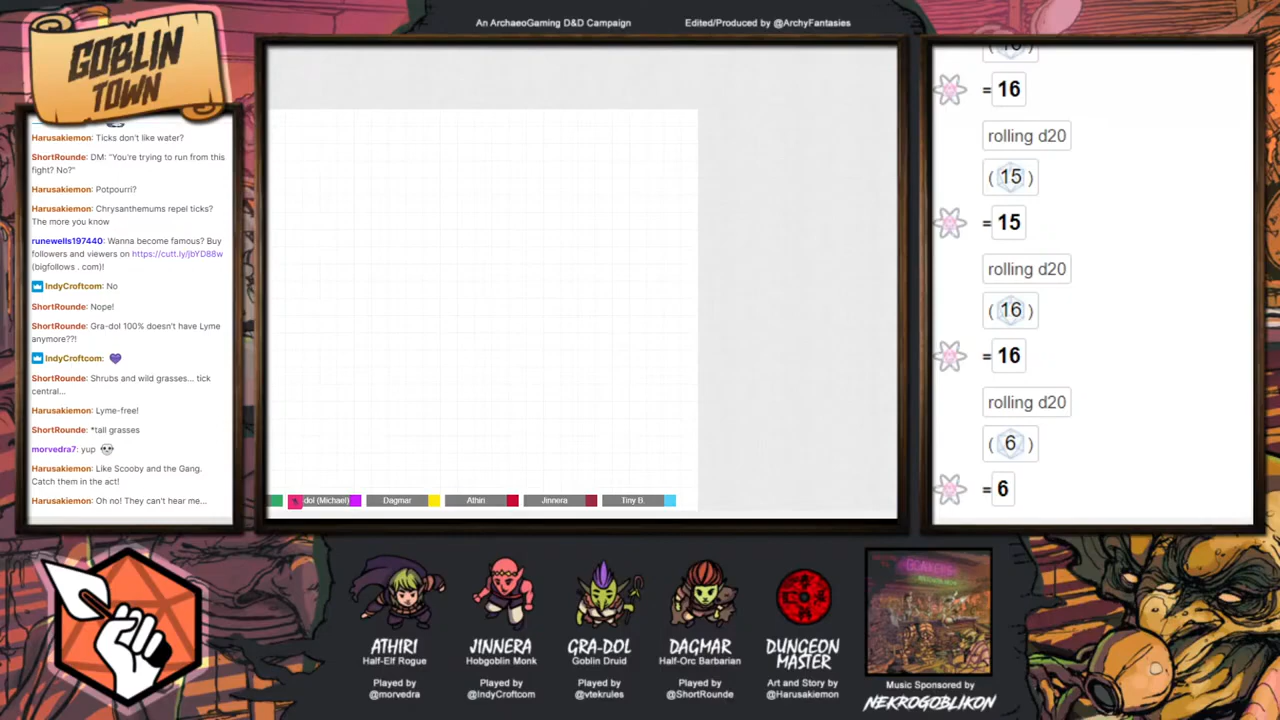 An ArchaeoGaming D&D Campaign
Edited/Produced by @ArchyFantasies
GOBLIN
TOWN
Harusakiemon: Ticks don't like water?
ShortRounde: DM: "You're trying to run from this
fight? No?"
Harusakiemon: Potpourri?
Harusakiemon: Chrysanthemums repel ticks?
The more you know
runewells197440: Wanna become famous? Buy
followers and viewers on https://cutt.ly/jbYD88w
(bigfollows . com)!
IndyCroftcom: No
ShortRounde: Nope!
ShortRounde: Gra-dol 100% doesn't have Lyme
anymore??!
IndyCroftcom:
ShortRounde: Shrubs and wild grasses... tick
central...
Harusakiemon: Lyme-free!
ShortRounde: *tall grasses
morvedra7: yup
Harusakiemon: Like Scooby and the Gang.
Catch them in the act!
Harusakiemon: Oh no! They can't hear me...
dol (Michael)
Dagmar
Athiri
Jinnera
Tiny B.
=16
rolling d20
(15)
=15
rolling d20
(16)
=16
rolling d20
(6)
=6
ATHIRI
Half-Elf Rogue
Played by
@morvedra
JINNERA
Hobgoblin Monk
Played by
@IndyCroftcom
GRA-DOL
Goblin Druid
Played by
@vtekrules
DAGMAR
Half-Orc Barbarian
Played by
@ShortRounde
DUNGEON
MASTER
Art and Story by
@Harusakiemon
Music Sponsored by
NEKROGOBLIKON